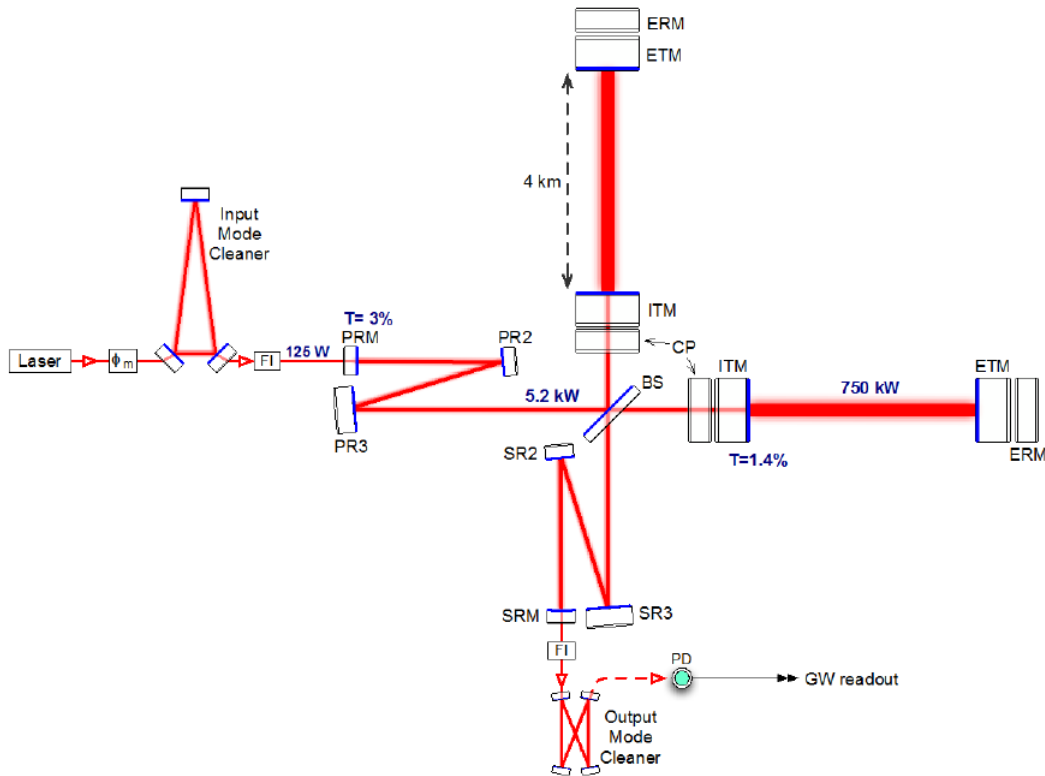 ERM
ETM
4 km
Input
Mode
Cleaner
ITM
T= 3%
PRM
PR2
CP
ITM
ETM
Laser
ϕm
FI
125 W
BS
750 kW
5.2 kW
PR3
SR2
T=1.4%
ERM
SRM
SR3
FI
PD
GW readout
Output
Mode
Cleaner